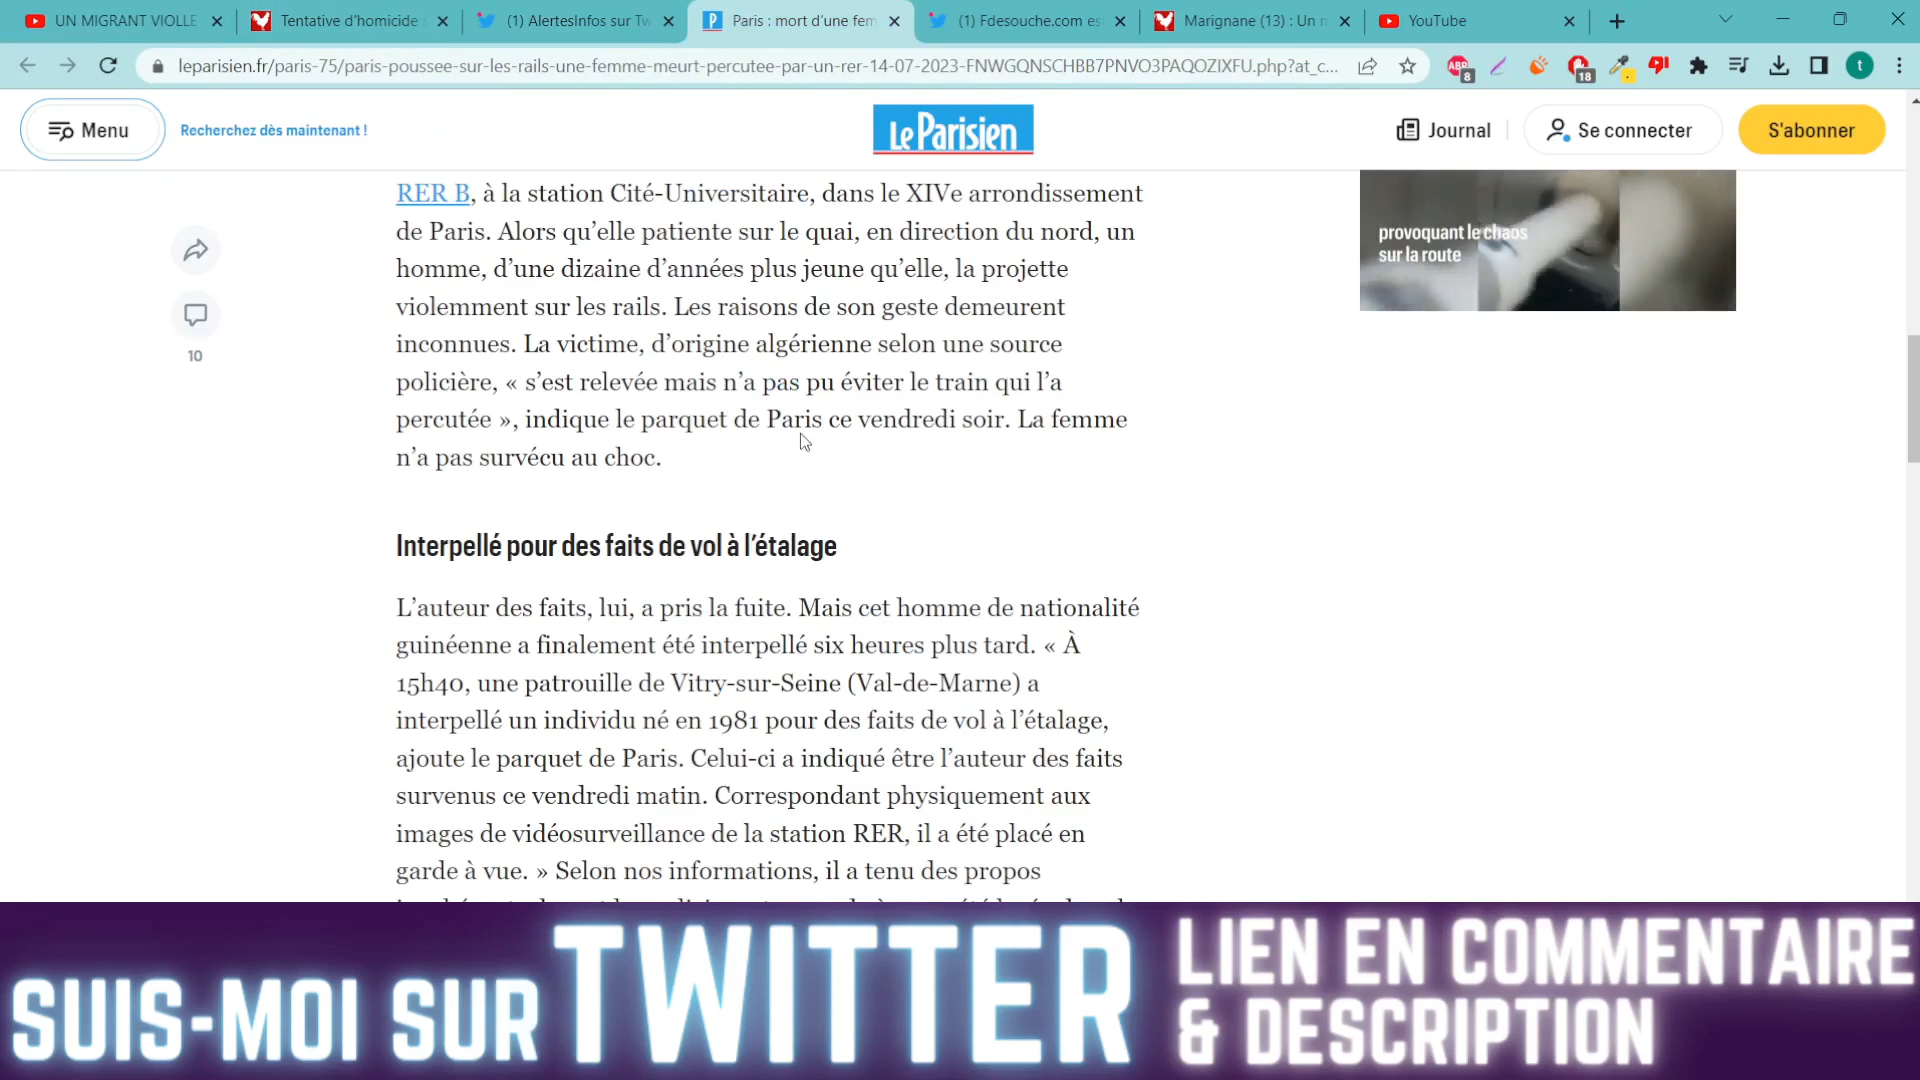 UN MIGRANT VIOLLE
Tentative d'homicide
(1) AlertesInfos sur Tw
Paris : mort d'une fem
(1) Fdesouche.com es
Marignane (13) : Un m
YouTube
leparisien.fr/paris-75/paris-poussee-sur-les-rails-une-femme-meurt-percutee-par-un-rer-14-07-2023-FNWGQNSCHBB7PNVO3PAQOZIXFU.php?at_c...
ABP
8
18
t
Menu
Recherchez dès maintenant !
Le Parisien
Journal
Se connecter
S'abonner
RER B, à la station Cité-Universitaire, dans le XIVe arrondissement
de Paris. Alors qu'elle patiente sur le quai, en direction du nord, un
homme, d'une dizaine d'années plus jeune qu'elle, la projette
violemment sur les rails. Les raisons de son geste demeurent
inconnues. La victime, d'origine algérienne selon une source
policière, « s'est relevée mais n'a pas pu éviter le train qui l'a
percutée », indique le parquet de Paris ce vendredi soir. La femme
n'a pas survécu au choc.
10
provoquant le chaos
sur la route
Interpellé pour des faits de vol à l'étalage
L'auteur des faits, lui, a pris la fuite. Mais cet homme de nationalité
guinéenne a finalement été interpellé six heures plus tard. « À
15h40, une patrouille de Vitry-sur-Seine (Val-de-Marne) a
interpellé un individu né en 1981 pour des faits de vol à l'étalage,
ajoute le parquet de Paris. Celui-ci a indiqué être l'auteur des faits
survenus ce vendredi matin. Correspondant physiquement aux
images de vidéosurveillance de la station RER, il a été placé en
garde à vue. » Selon nos informations, il a tenu des propos
SUIS-MOI SUR TWITTER
LIEN EN COMMENTAIRE
& DESCRIPTION